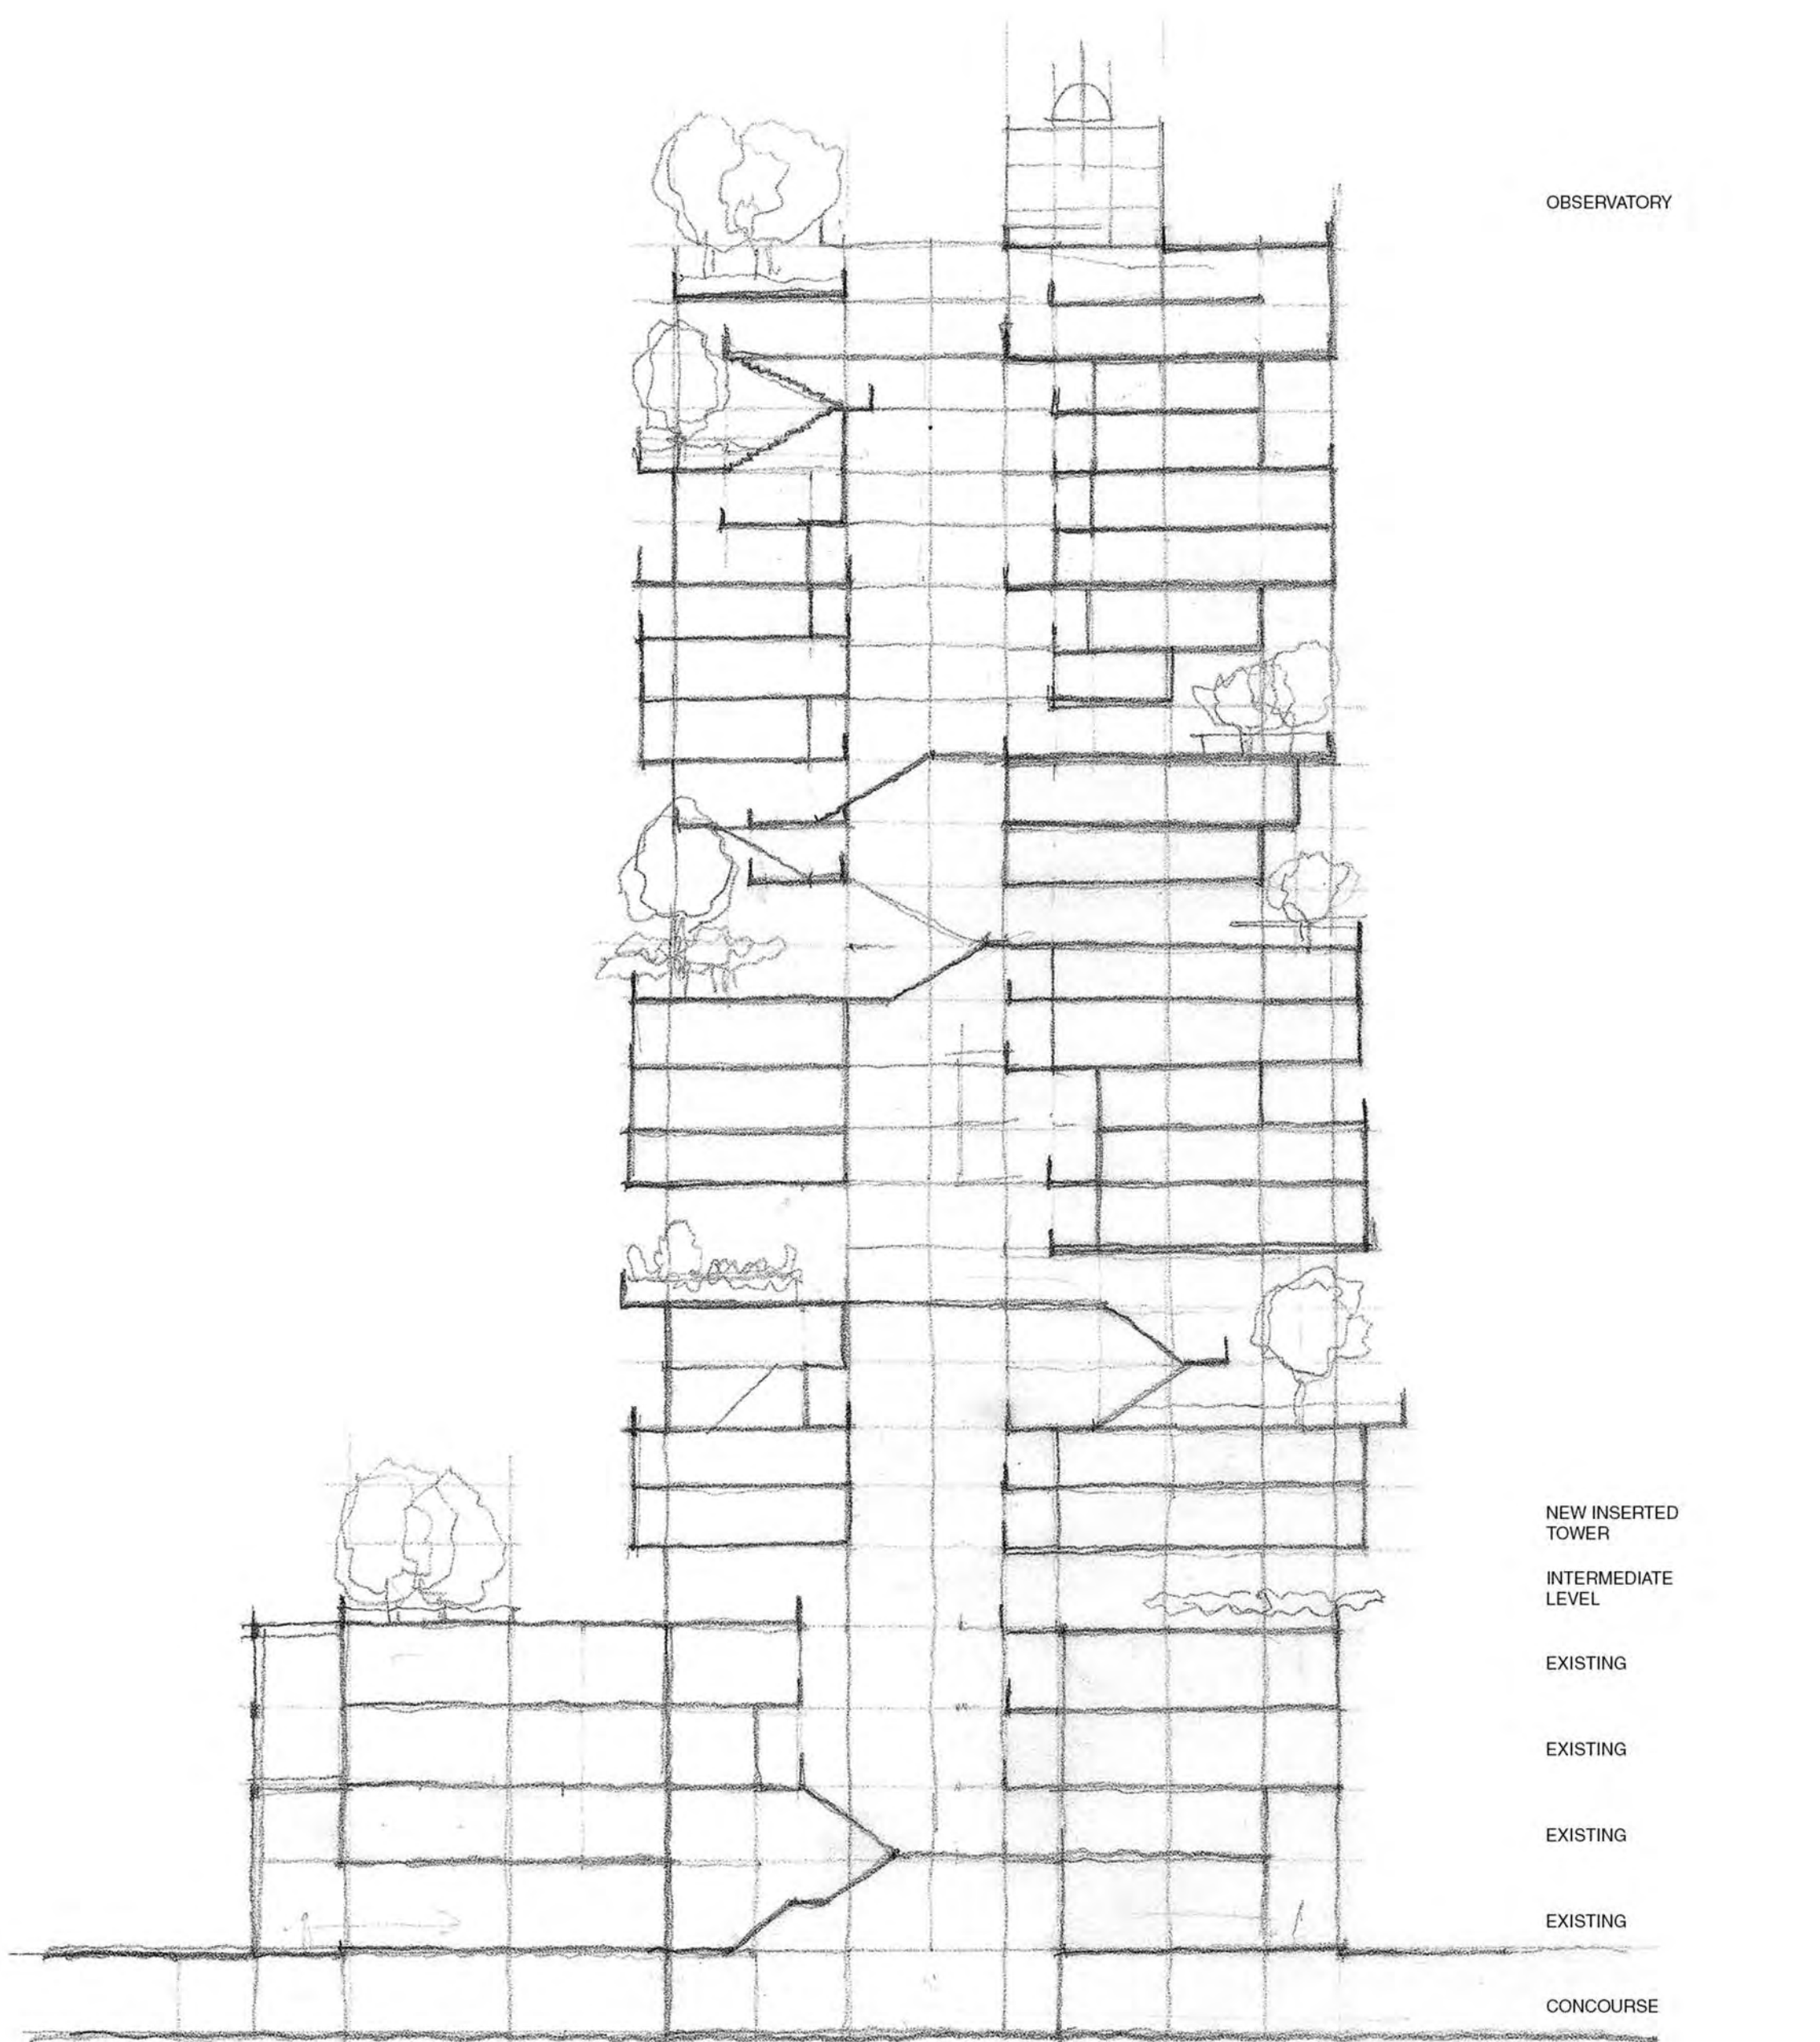 OBSERVATORY
NEW INSERTED
TOWER
INTERMEDIATE
LEVEL
EXISTING
EXISTING
EXISTING
EXISTING
CONCOURSE